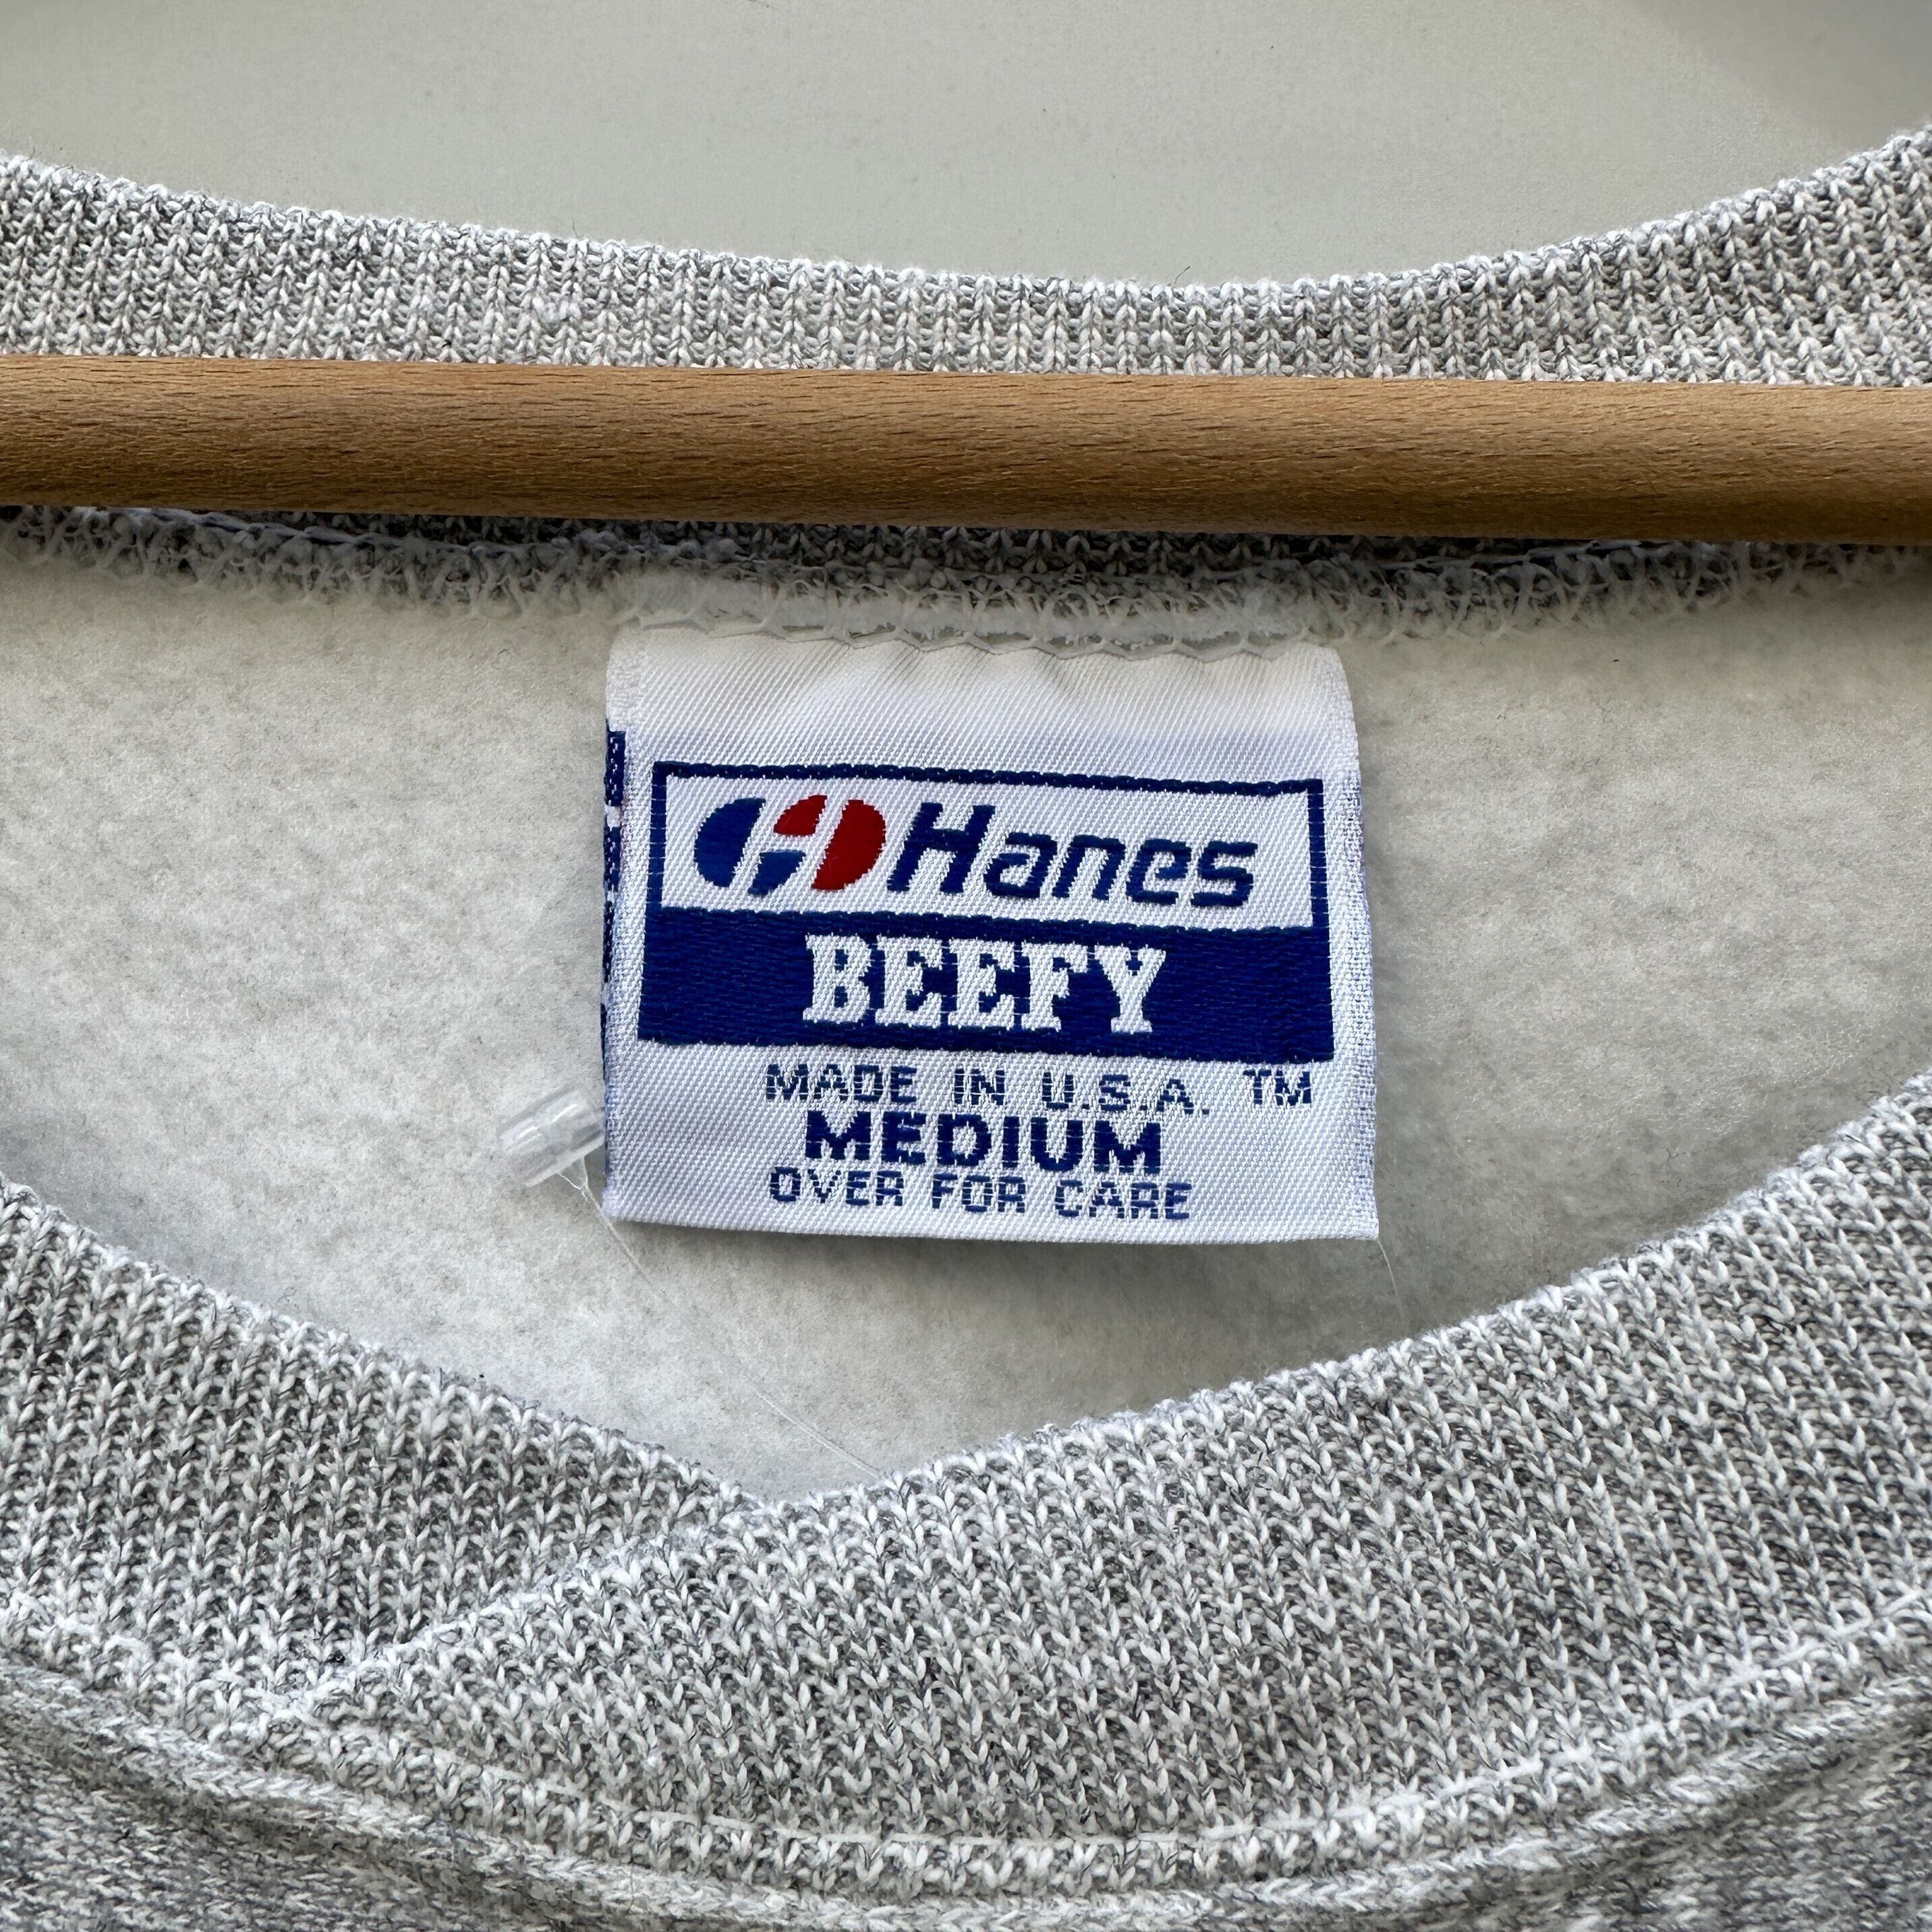 Hanes
BEEFY
MADE IN U.S.A. TM
MEDIUM
OVER FOR CARE